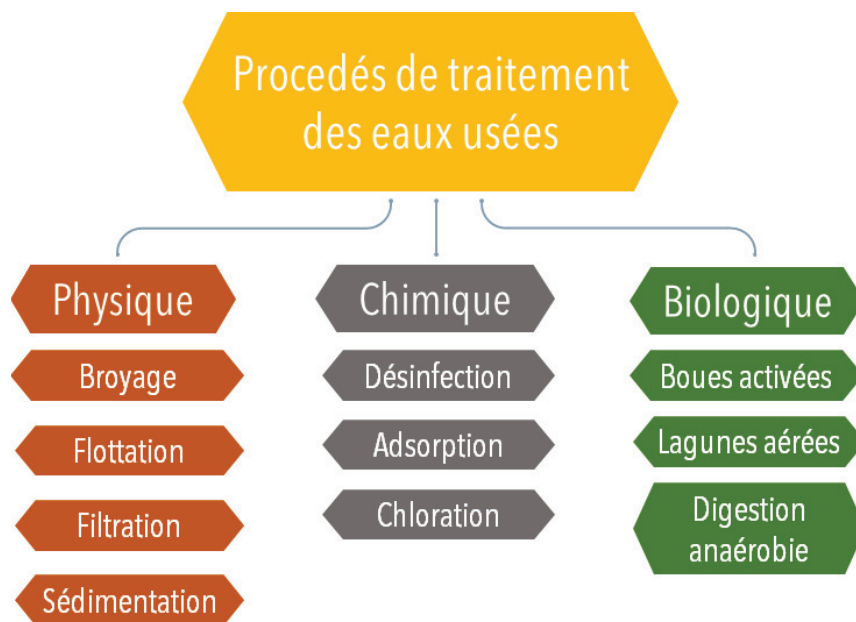 Procedés de traitement
des eaux usées
Physique
Broyage
Flottation
Filtration
Sédimentation
Chimique
Désinfection
Adsorption
Chloration
Biologique
Boues activées
Lagunes aérées
Digestion
anaérobie